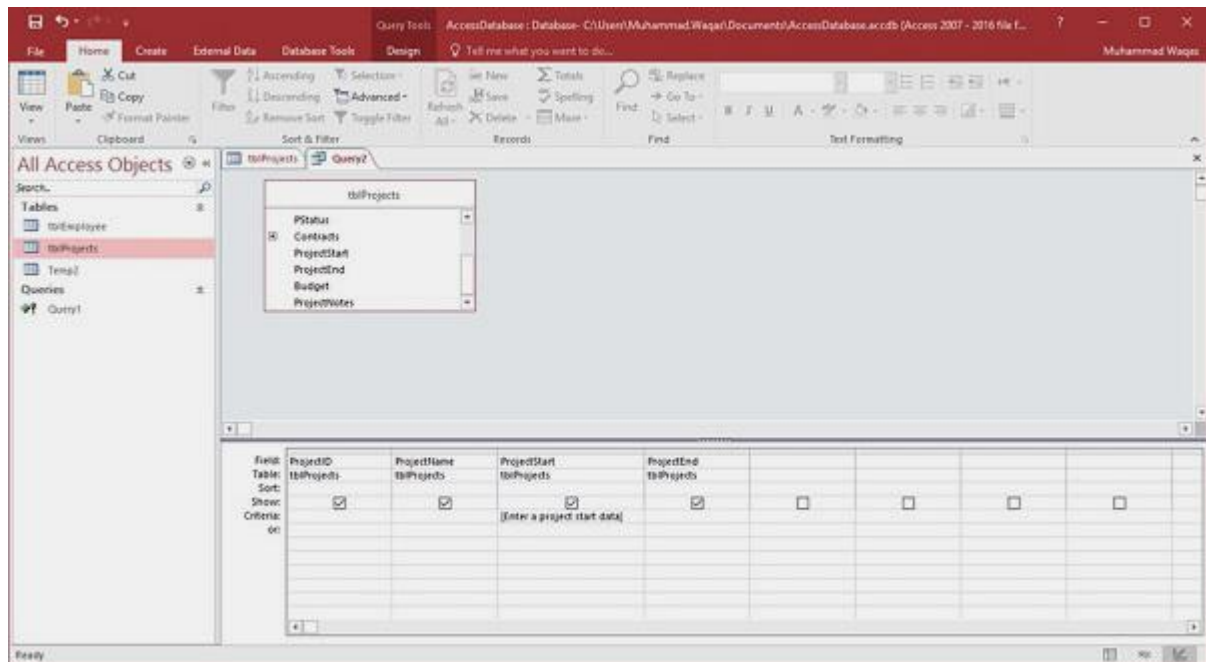 Query Tools AccessDatabase : Database- C:\Users\Muhammad.Waqar\Documents\AccessDatabase.accdb (Access 2007 - 2016 file f... ?
File Home Create External Data Database Tools Design Tell me what you want to do... Muhammad Waqas
View Paste Cut Copy Format Painter
Filter Ascending Descending Remove Sort Selection Advanced Toggle Filter
Refresh All New Save Delete Totals Spelling More
Find Replace Go To Select
B I U A
Views Clipboard Sort & Filter Records Find Text Formatting
All Access Objects
Search..
Tables
tblEmployee
tblProjects
Temp2
Queries
Query1
tblProjects Query2
tblProjects
PStatus
Contracts
ProjectStart
ProjectEnd
Budget
ProjectNotes
Field: ProjectID ProjectName ProjectStart ProjectEnd
Table: tblProjects tblProjects tblProjects tblProjects
Sort:
Show:
Criteria: [Enter a project start data]
or:
Ready
SQL